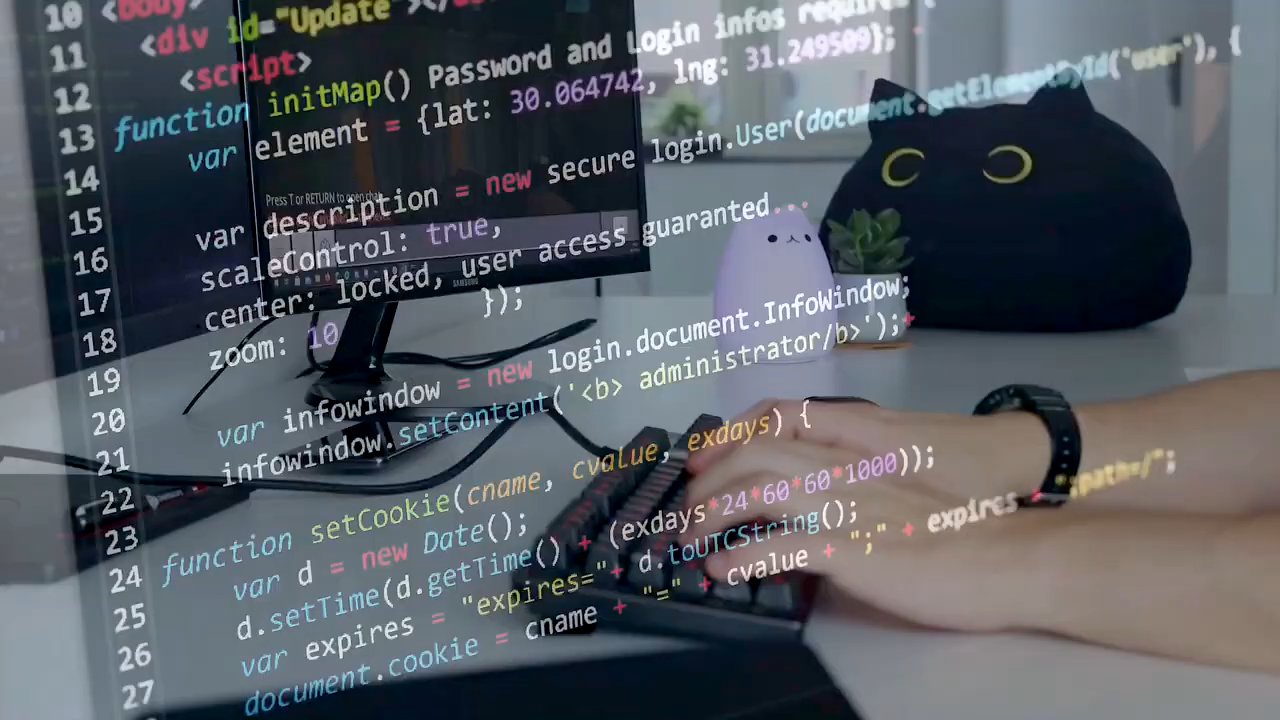 10 <body>
11 <div id="Update"></di
12 <script>
13 function initMap() Password and Login infos required {
14 var element = {lat: 30.064742, lng: 31.249509};
15 var description = new secure login.User(document.getElementById('user'), {
16 scaleControl: true,
17 center: locked, user access guaranted...
18 zoom: 10 });
19
20 var infowindow = new login.document.InfoWindow;
21 infowindow.setContent('<b> administrator/b>');
22
23 function setCookie(cname, cvalue, exdays) {
24 var d = new Date();
25 d.setTime(d.getTime() + (exdays*24*60*60*1000));
26 var expires = "expires="+ d.toUTCString();
27 document.cookie = cname + "=" + cvalue + ";" + expires + ";path=/";
Press T or RETURN to open chat
SAMSUNG